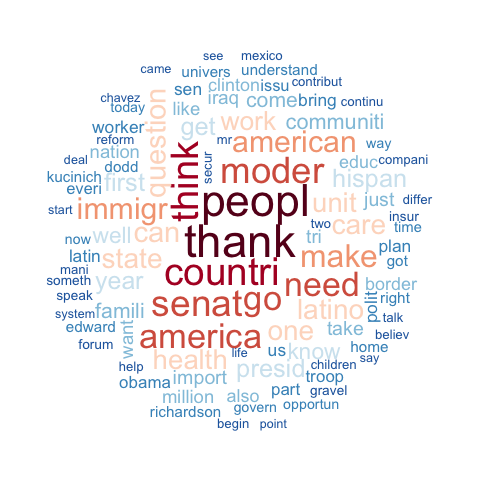 see mexico
came univers understand
clinton issu contribut
chavez sen iraq come bring continu
today like
worker get work communiti
reform nation question mr american way
deal dodd think secur moder educ compani
kucinich first hispan
everi immigr peopl unit just differ
start can two care insur
now well thank tri time
latin state make plan
mani countri got
someth year need border
speak senat go latino polit right
system famili talk
edward america one take believ
forum want us know home
health life children say
help presid troop
obama import part gravel
million also opportun
richardson govern
begin point